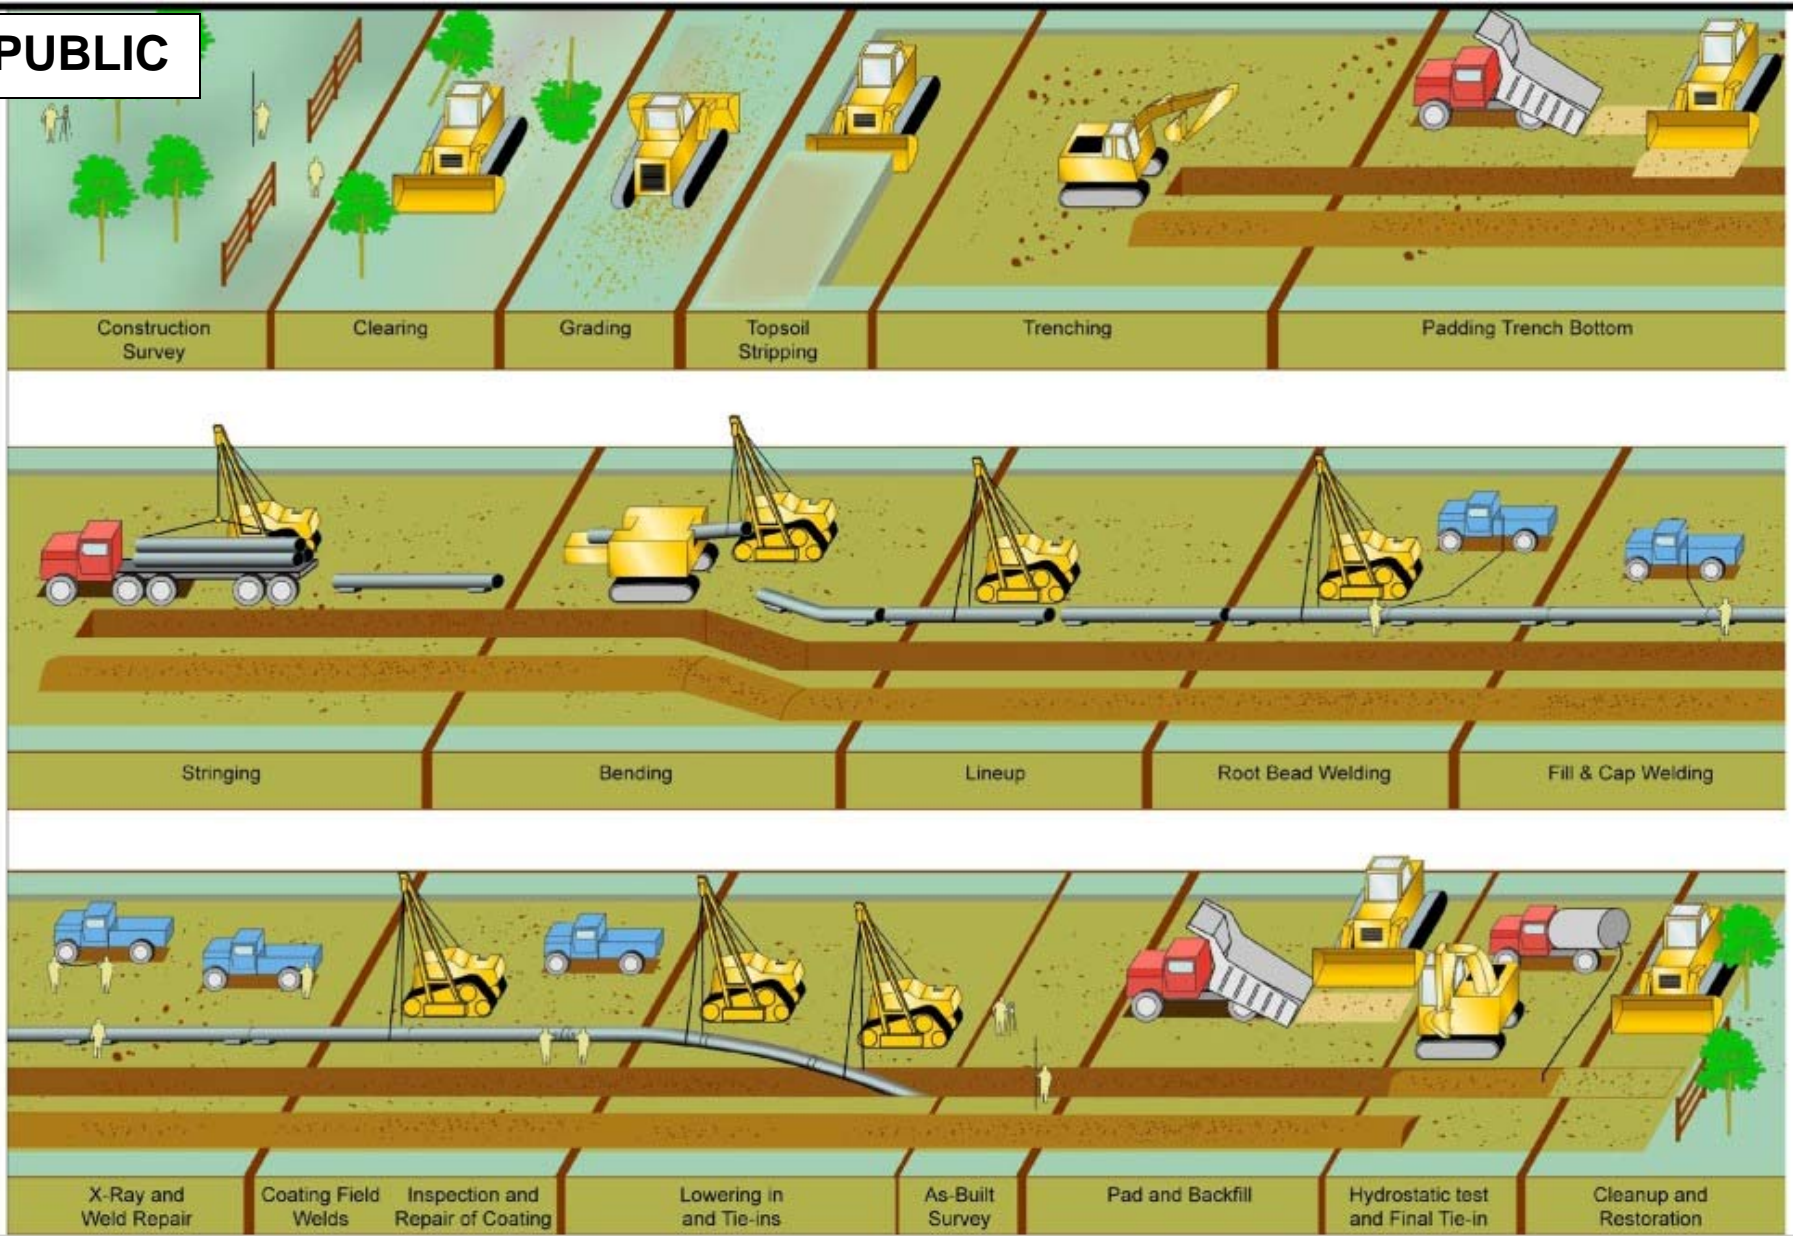 PUBLIC
Construction
Survey
Clearing
Grading
Topsoil
Stripping
Trenching
Padding Trench Bottom
Stringing
Bending
Lineup
Root Bead Welding
Fill & Cap Welding
X-Ray and
Weld Repair
Coating Field
Welds
Inspection and
Repair of Coating
Lowering in
and Tie-ins
As-Built
Survey
Pad and Backfill
Hydrostatic test
and Final Tie-in
Cleanup and
Restoration